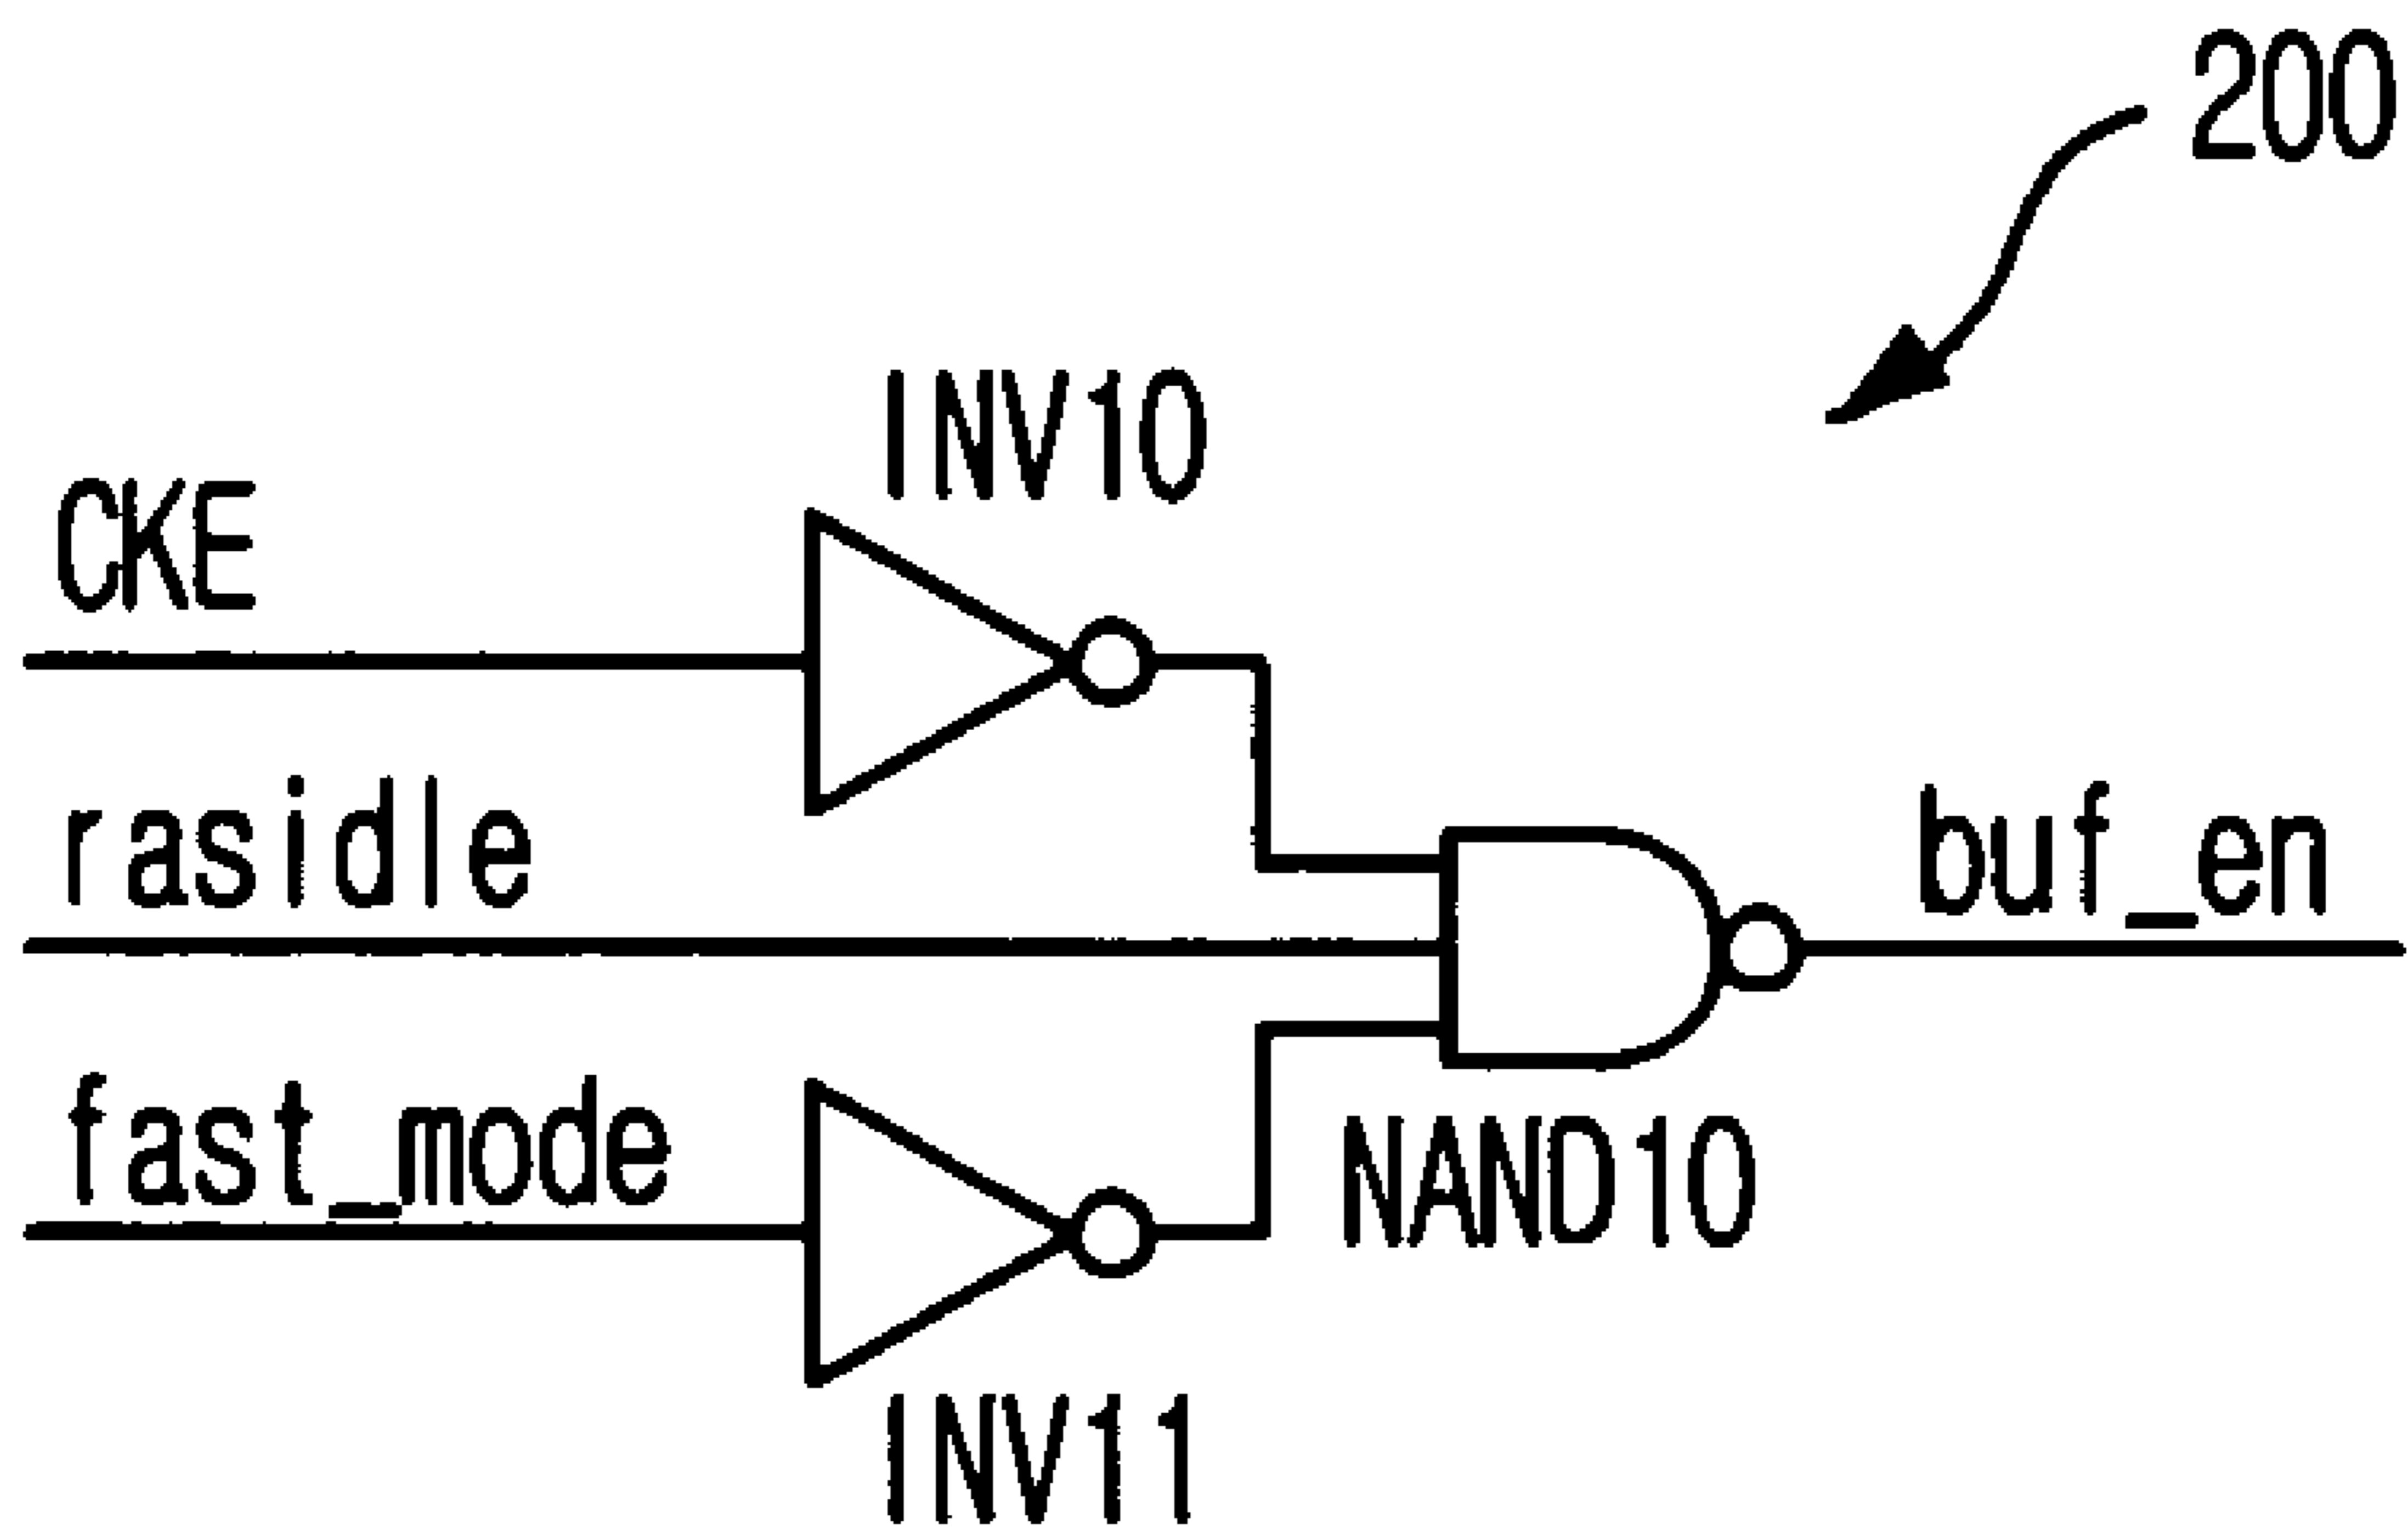 200
INV10
CKE
rasidle
buf_en
fast_mode
NAND10
INV11